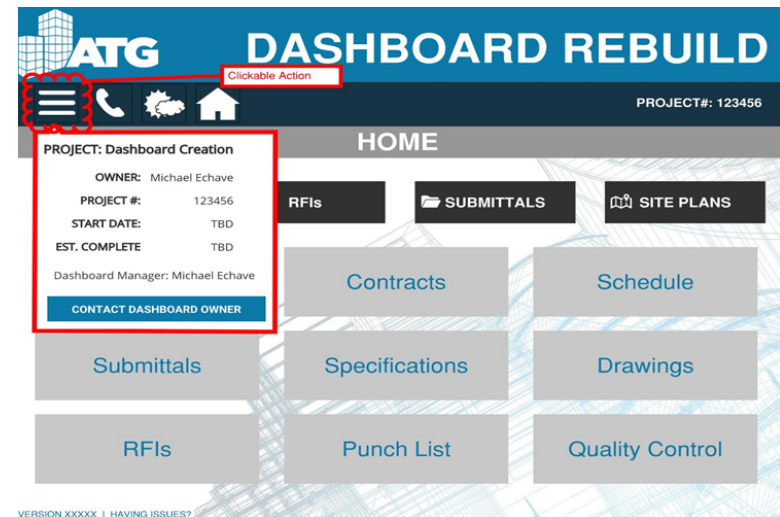 ATG
DASHBOARD REBUILD
Clickable Action
PROJECT#: 123456
HOME
PROJECT: Dashboard Creation
OWNER: Michael Echave
PROJECT #: 123456
START DATE: TBD
EST. COMPLETE TBD
Dashboard Manager: Michael Echave
CONTACT DASHBOARD OWNER
RFIs
SUBMITTALS
SITE PLANS
Contracts
Schedule
Submittals
Specifications
Drawings
RFIs
Punch List
Quality Control
VERSION XXXXX | HAVING ISSUES?